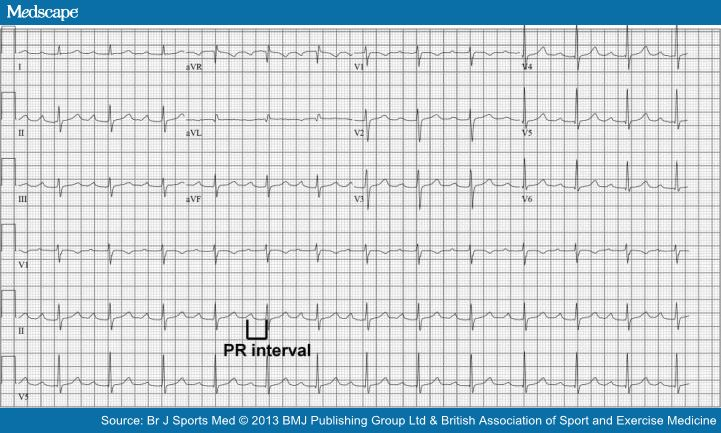 Medscape
I aVR V1 V4
II aVL V2 V5
III aVF V3 V6
V1
II
PR interval
V5
Source: Br J Sports Med © 2013 BMJ Publishing Group Ltd & British Association of Sport and Exercise Medicine